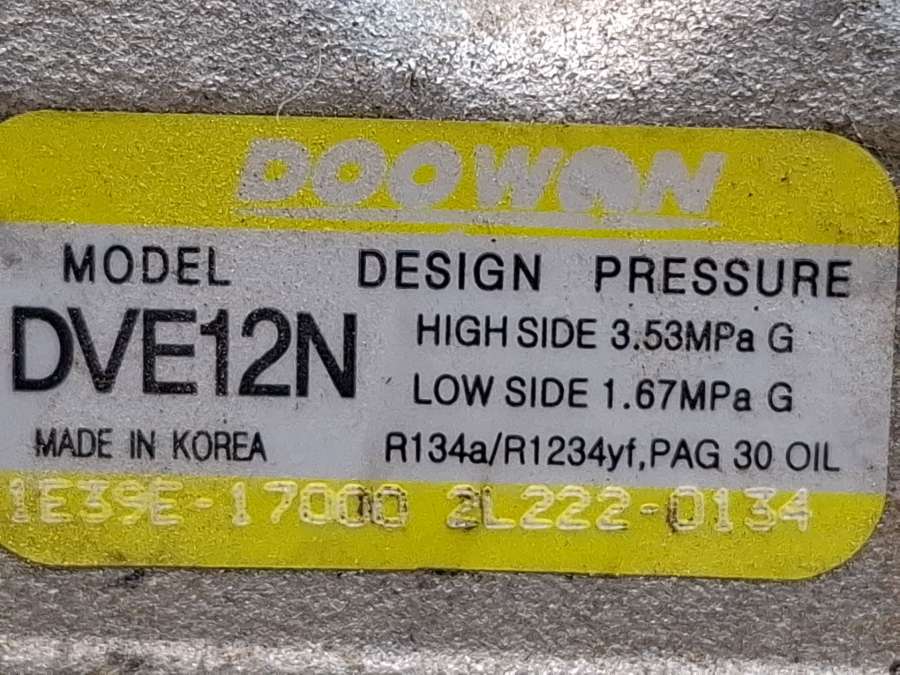 DOOWON
MODEL
DVE12N
MADE IN KOREA
DESIGN PRESSURE
HIGH SIDE 3.53MPa G
LOW SIDE 1.67MPa G
R134a/R1234yf,PAG 30 OIL
1E39E-17000 2L222-0134